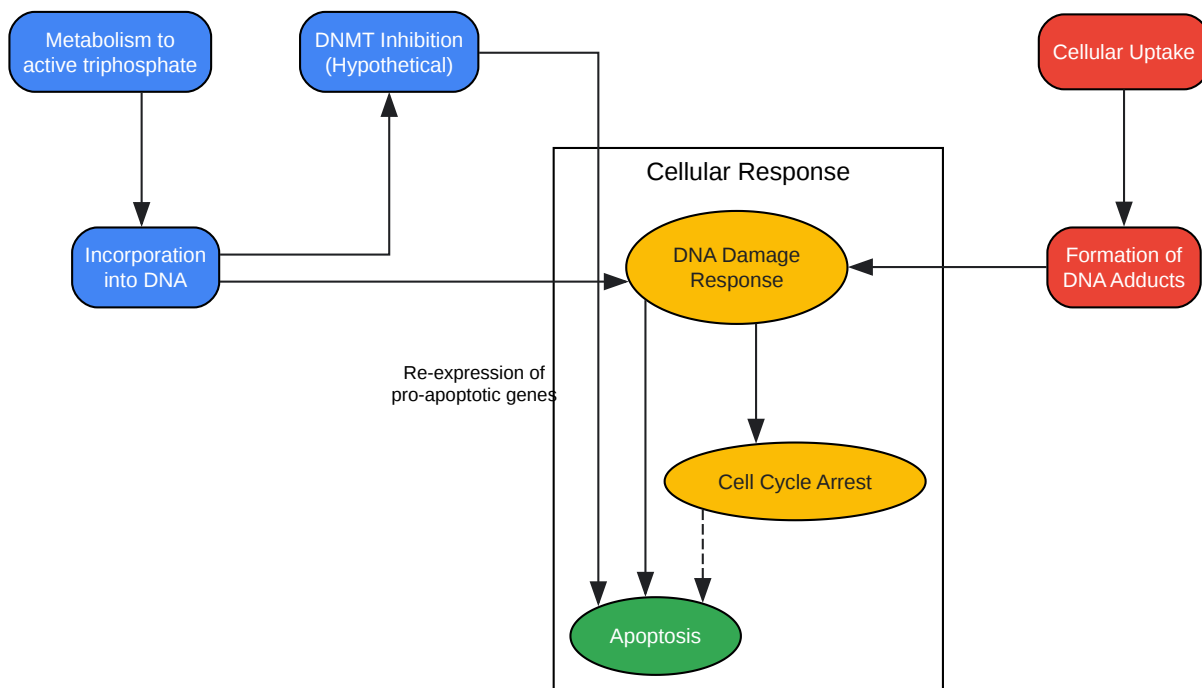 Metabolism to
active triphosphate
DNMT Inhibition
(Hypothetical)
Cellular Uptake
Cellular Response
Incorporation
into DNA
DNA Damage
Response
Formation of
DNA Adducts
Re-expression of
pro-apoptotic genes
Cell Cycle Arrest
Apoptosis